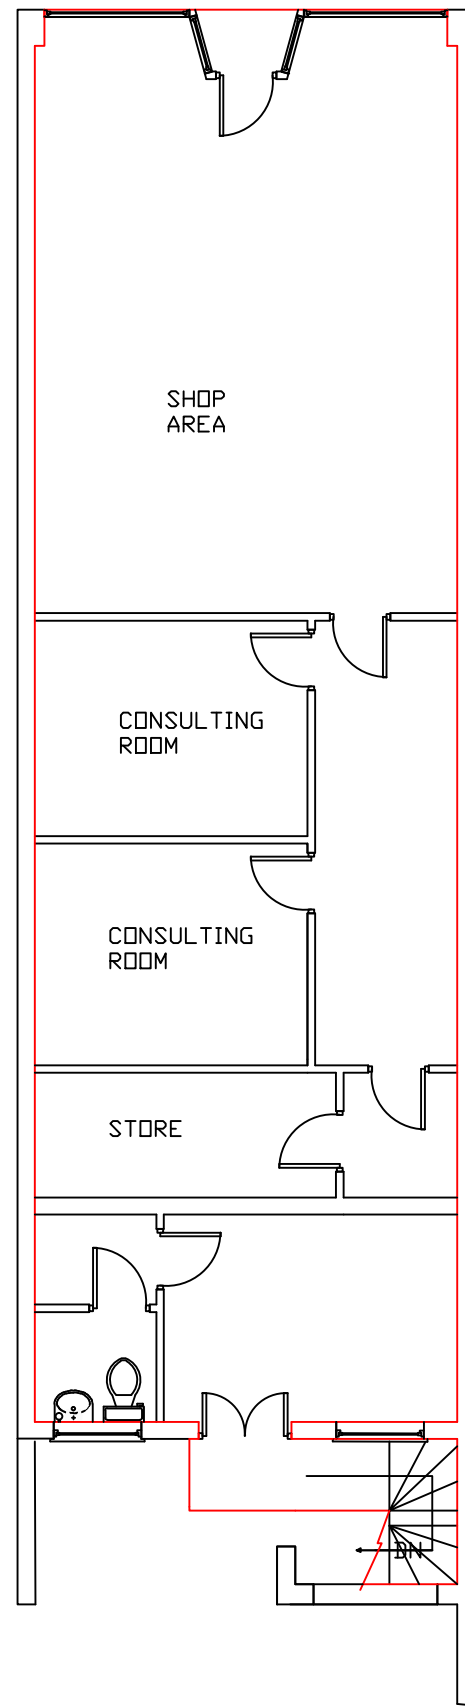 SHOP
AREA
CONSULTING
ROOM
CONSULTING
ROOM
STORE
DN